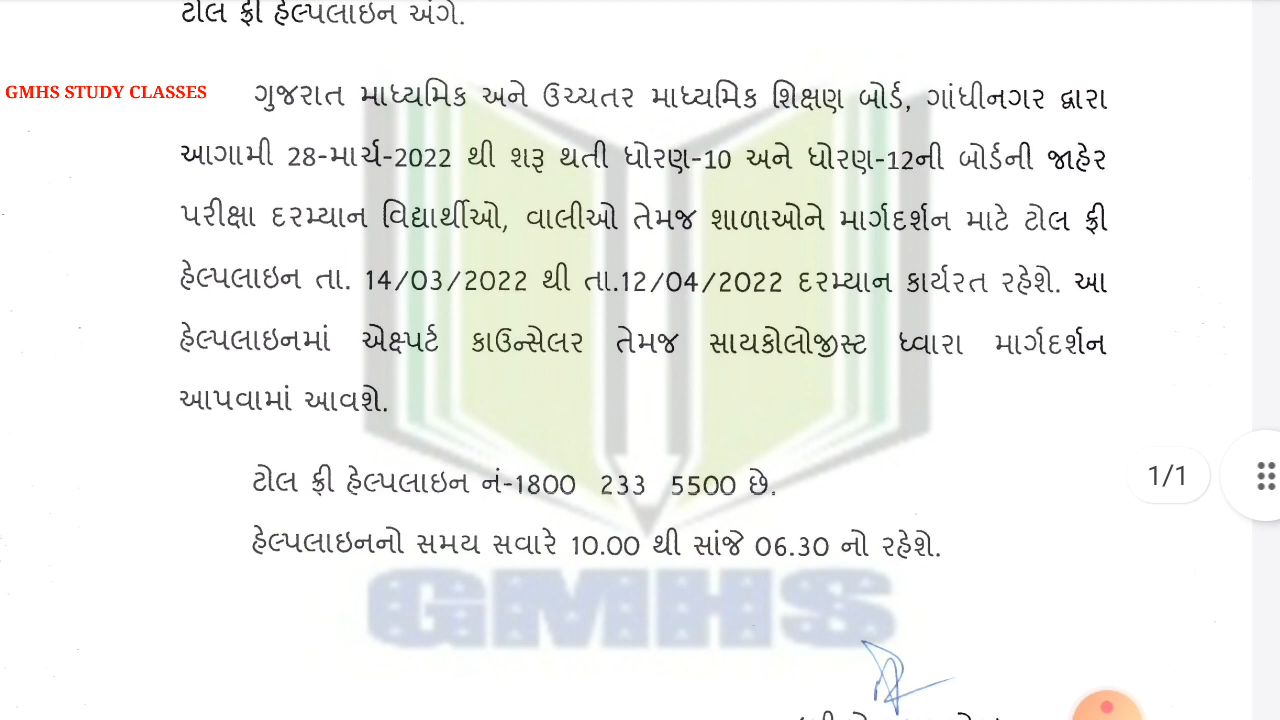 ટોલ ફ્રી હેલ્પલાઇન અંગે.
GMHS STUDY CLASSES
ગુજરાત માધ્યમિક અને ઉચ્ચતર માધ્યમિક શિક્ષણ બોર્ડ, ગાંધીનગર દ્વારા
આગામી 28-માર્ચ-2022 થી શરૂ થતી ધોરણ-10 અને ધોરણ-12ની બોર્ડની જાહેર
પરીક્ષા દરમ્યાન વિદ્યાર્થીઓ, વાલીઓ તેમજ શાળાઓને માર્ગદર્શન માટે ટોલ ફ્રી
હેલ્પલાઇન તા. 14/03/2022 થી તા.12/04/2022 દરમ્યાન કાર્યરત રહેશે. આ
હેલ્પલાઇનમાં એક્ષ્પર્ટ કાઉન્સેલર તેમજ સાયકોલોજીસ્ટ ધ્વારા માર્ગદર્શન
આપવામાં આવશે.
ટોલ ફ્રી હેલ્પલાઇન નં-1800 233 5500 છે.
હેલ્પલાઇનનો સમય સવારે 10.00 થી સાંજે 06.30 નો રહેશે.
GMHS
1/1